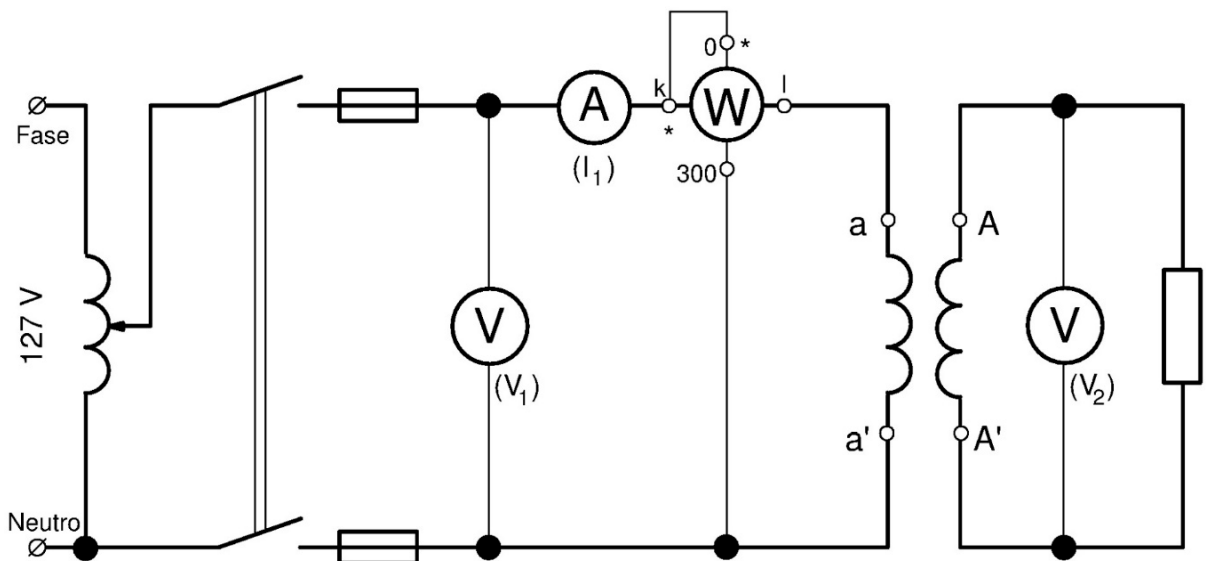 0 *
k
l
Fase
A
W
*
(I₁)
300
a
A
127 V
V
V
(V₁)
(V₂)
a'
A'
Neutro